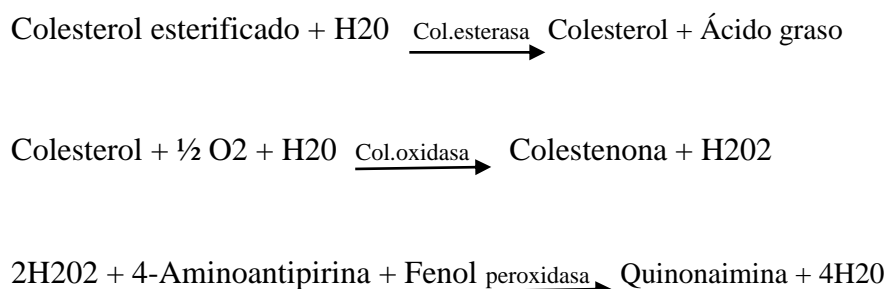 Colesterol esterificado + H20 Col.esterasa Colesterol + Ácido graso
Colesterol + ½ O2 + H20 Col.oxidasa Colestenona + H202
2H202 + 4-Aminoantipirina + Fenol peroxidasa Quinonaimina + 4H20